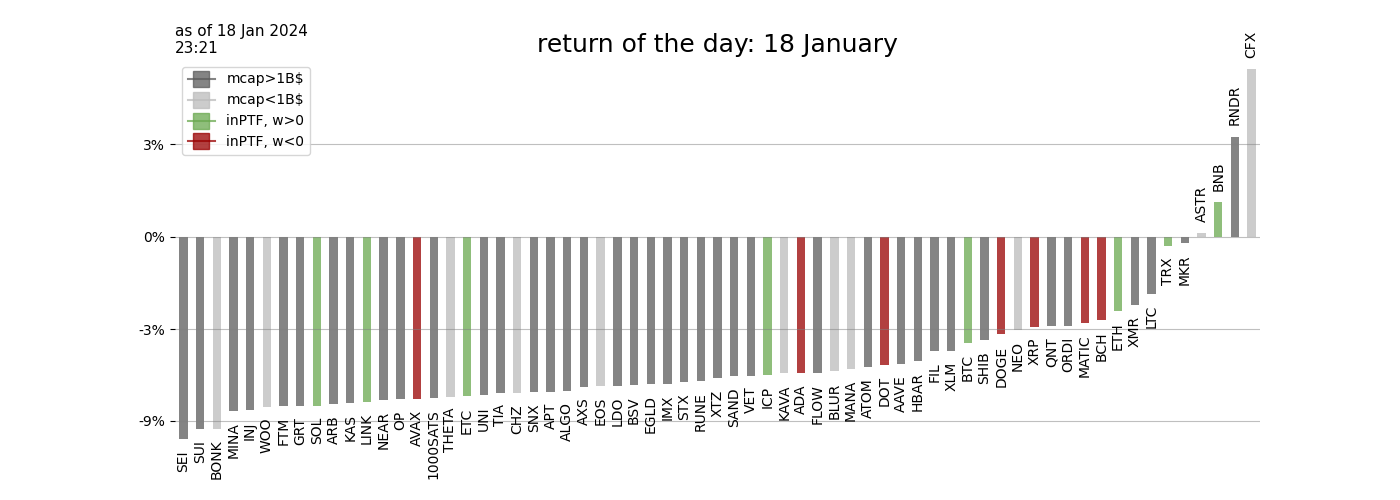 as of 18 Jan 2024
23:21
return of the day: 18 January
mcap>1B$
mcap<1B$
inPTF, w>0
inPTF, w<0
3%
0%
-3%
-9%
SEI
SUI
BONK
MINA
INJ
WOO
FTM
GRT
SOL
ARB
KAS
LINK
NEAR
OP
AVAX
1000SATS
THETA
ETC
UNI
TIA
CHZ
SNX
APT
ALGO
AXS
EOS
LDO
BSV
EGLD
IMX
STX
RUNE
XTZ
SAND
VET
ICP
KAVA
ADA
FLOW
BLUR
MANA
ATOM
DOT
AAVE
HBAR
FIL
XLM
BTC
SHIB
DOGE
NEO
XRP
QNT
ORDI
MATIC
BCH
ETH
XMR
LTC
TRX
MKR
ASTR
BNB
RNDR
CFX